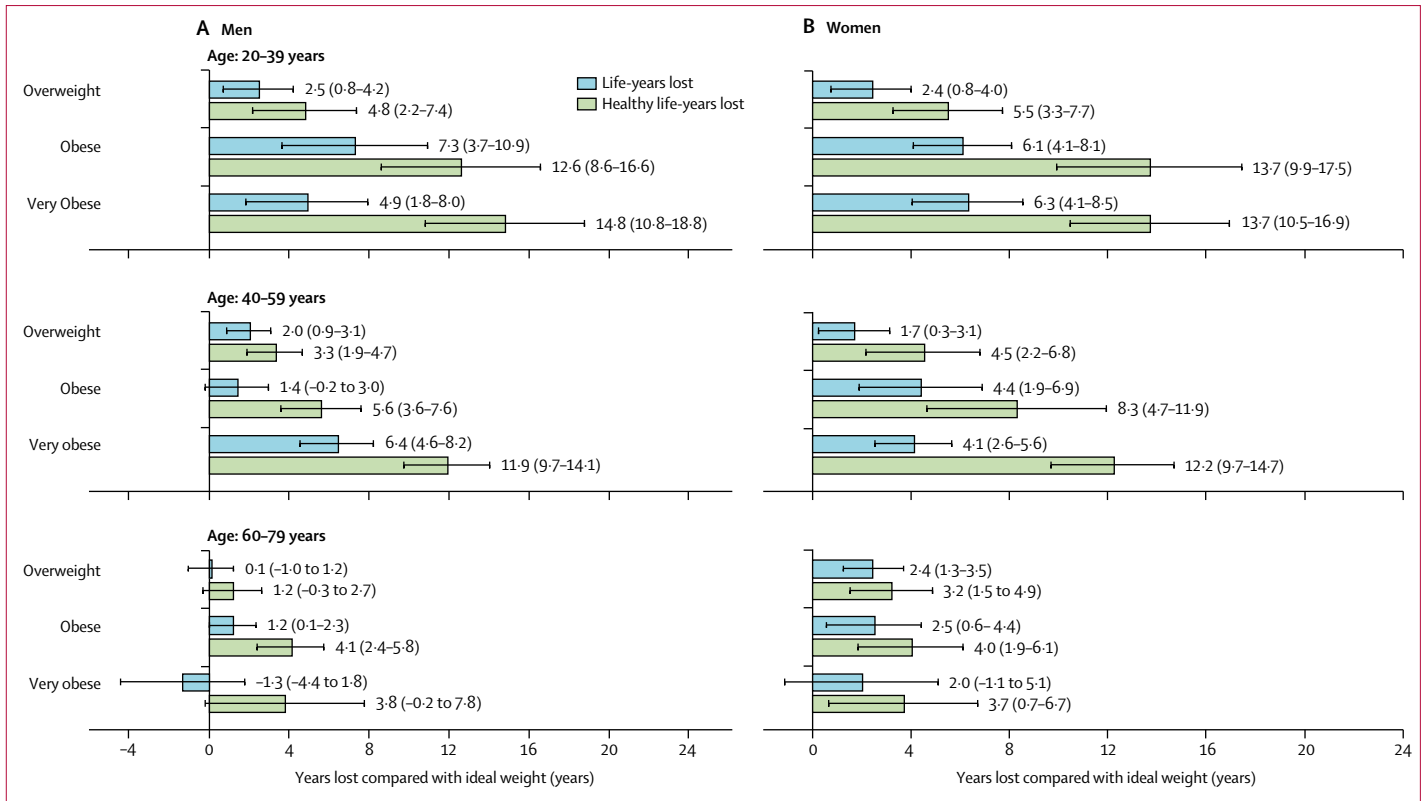 A Men
B Women
Age: 20–39 years
Life-years lost
Healthy life-years lost
Overweight
2·5 (0·8–4·2)
4·8 (2·2–7·4)
2·4 (0·8–4·0)
5·5 (3·3–7·7)
Obese
7·3 (3·7–10·9)
12·6 (8·6–16·6)
6·1 (4·1–8·1)
13·7 (9·9–17·5)
Very Obese
4·9 (1·8–8·0)
14·8 (10·8–18·8)
6·3 (4·1–8·5)
13·7 (10·5–16·9)
Age: 40–59 years
Overweight
2·0 (0·9–3·1)
3·3 (1·9–4·7)
1·7 (0·3–3·1)
4·5 (2·2–6·8)
Obese
1·4 (–0·2 to 3·0)
5·6 (3·6–7·6)
4·4 (1·9–6·9)
8·3 (4·7–11·9)
Very obese
6·4 (4·6–8·2)
11·9 (9·7–14·1)
4·1 (2·6–5·6)
12·2 (9·7–14·7)
Age: 60–79 years
Overweight
0·1 (–1·0 to 1·2)
1·2 (–0·3 to 2·7)
2·4 (1·3–3·5)
3·2 (1·5 to 4·9)
Obese
1·2 (0·1–2·3)
4·1 (2·4–5·8)
2·5 (0·6– 4·4)
4·0 (1·9–6·1)
Very obese
–1·3 (–4·4 to 1·8)
3·8 (–0·2 to 7·8)
2·0 (–1·1 to 5·1)
3·7 (0·7–6·7)
–4 0 4 8 12 16 20 24
0 4 8 12 16 20 24
Years lost compared with ideal weight (years)
Years lost compared with ideal weight (years)